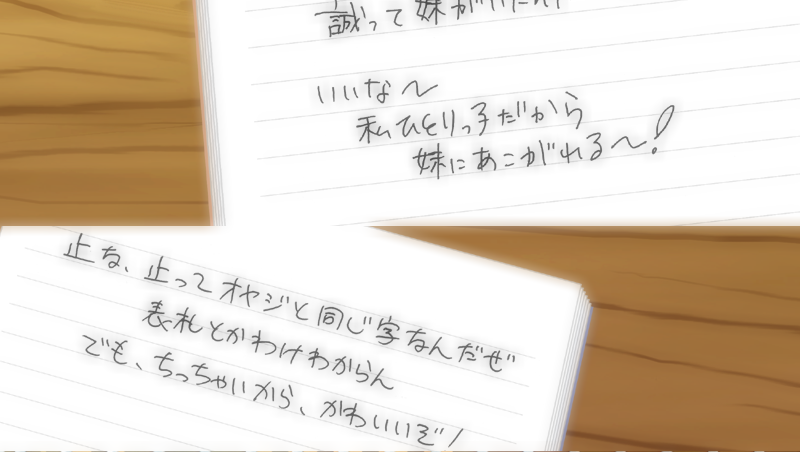 誠って妹がいたん
いいな〜
私ひとりっ子だから
妹にあこがれる〜!
止な、止ってオヤジと同じ字なんだぜ
表札とかわけわからん
でも、ちっちゃいから、かわいいぞ!